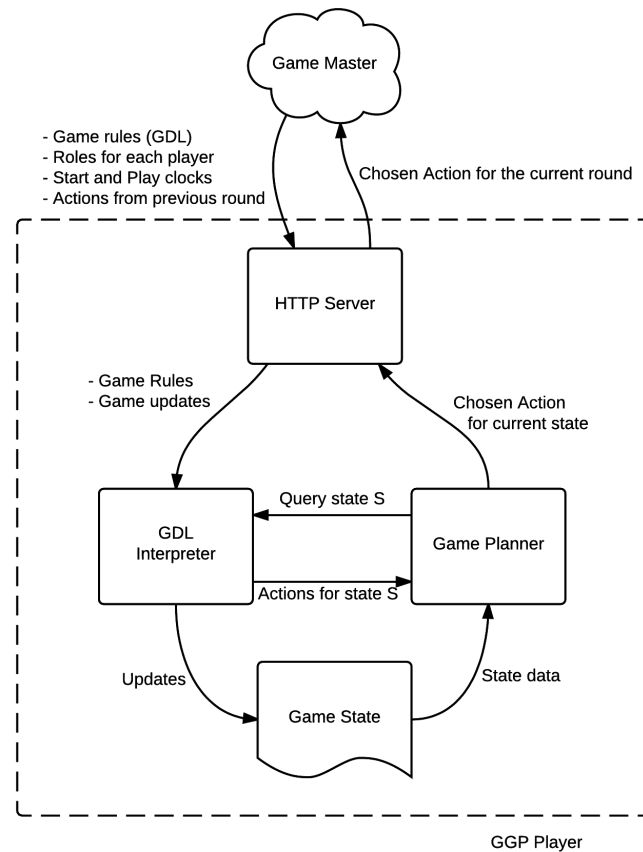 Game Master
- Game rules (GDL)
- Roles for each player
- Start and Play clocks
- Actions from previous round
Chosen Action for the current round
HTTP Server
- Game Rules
- Game updates
Chosen Action
for current state
Query state S
GDL
Interpreter
Game Planner
Actions for state S
Updates
State data
Game State
GGP Player